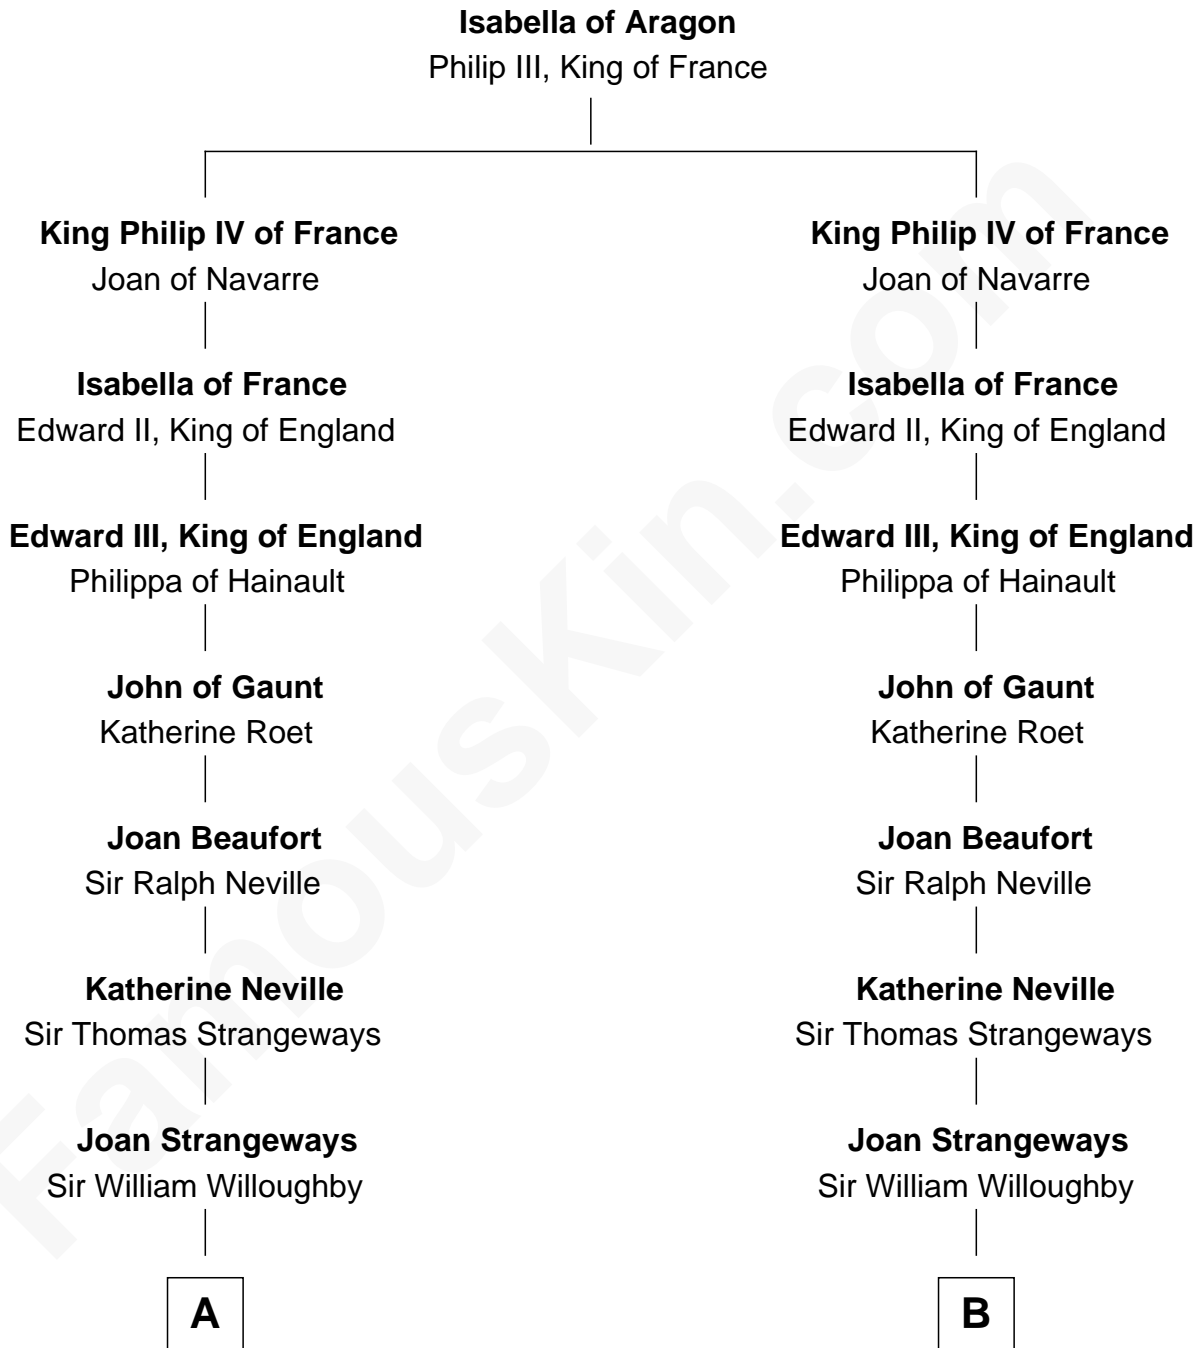 Isabella of Aragon
Philip III, King of France
King Philip IV of France
Joan of Navarre
Isabella of France
Edward II, King of England
Edward III, King of England
Philippa of Hainault
John of Gaunt
Katherine Roet
Joan Beaufort
Sir Ralph Neville
Katherine Neville
Sir Thomas Strangeways
Joan Strangeways
Sir William Willoughby
A
King Philip IV of France
Joan of Navarre
Isabella of France
Edward II, King of England
Edward III, King of England
Philippa of Hainault
John of Gaunt
Katherine Roet
Joan Beaufort
Sir Ralph Neville
Katherine Neville
Sir Thomas Strangeways
Joan Strangeways
Sir William Willoughby
B
FamousKin.com